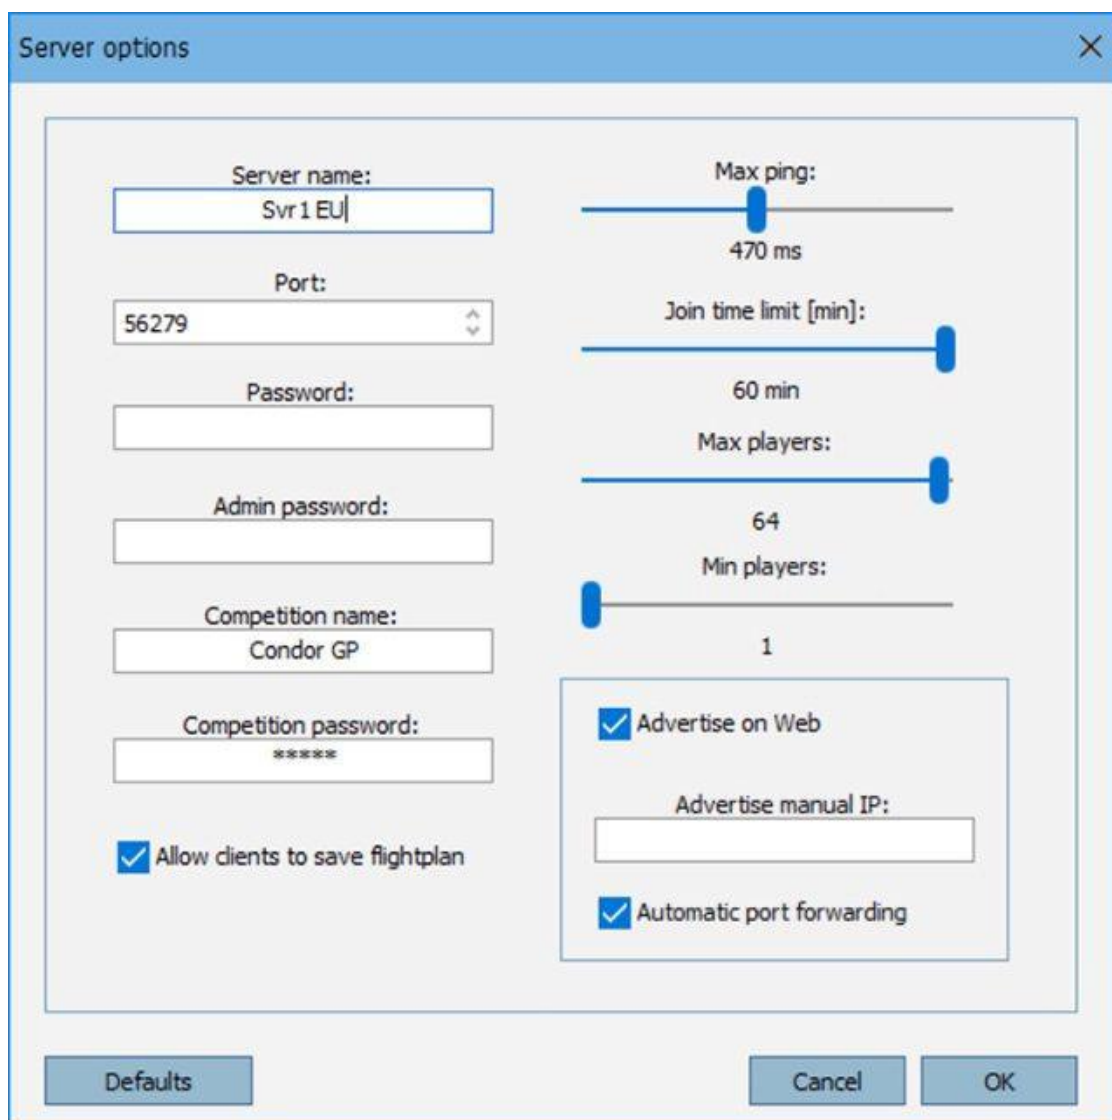 Server options
Server name:
Svr1 EU
Port:
56279
Password:
Admin password:
Competition name:
Condor GP
Competition password:
*****
Allow clients to save flightplan
Max ping:
470 ms
Join time limit [min]:
60 min
Max players:
64
Min players:
1
Advertise on Web
Advertise manual IP:
Automatic port forwarding
Defaults
Cancel
OK